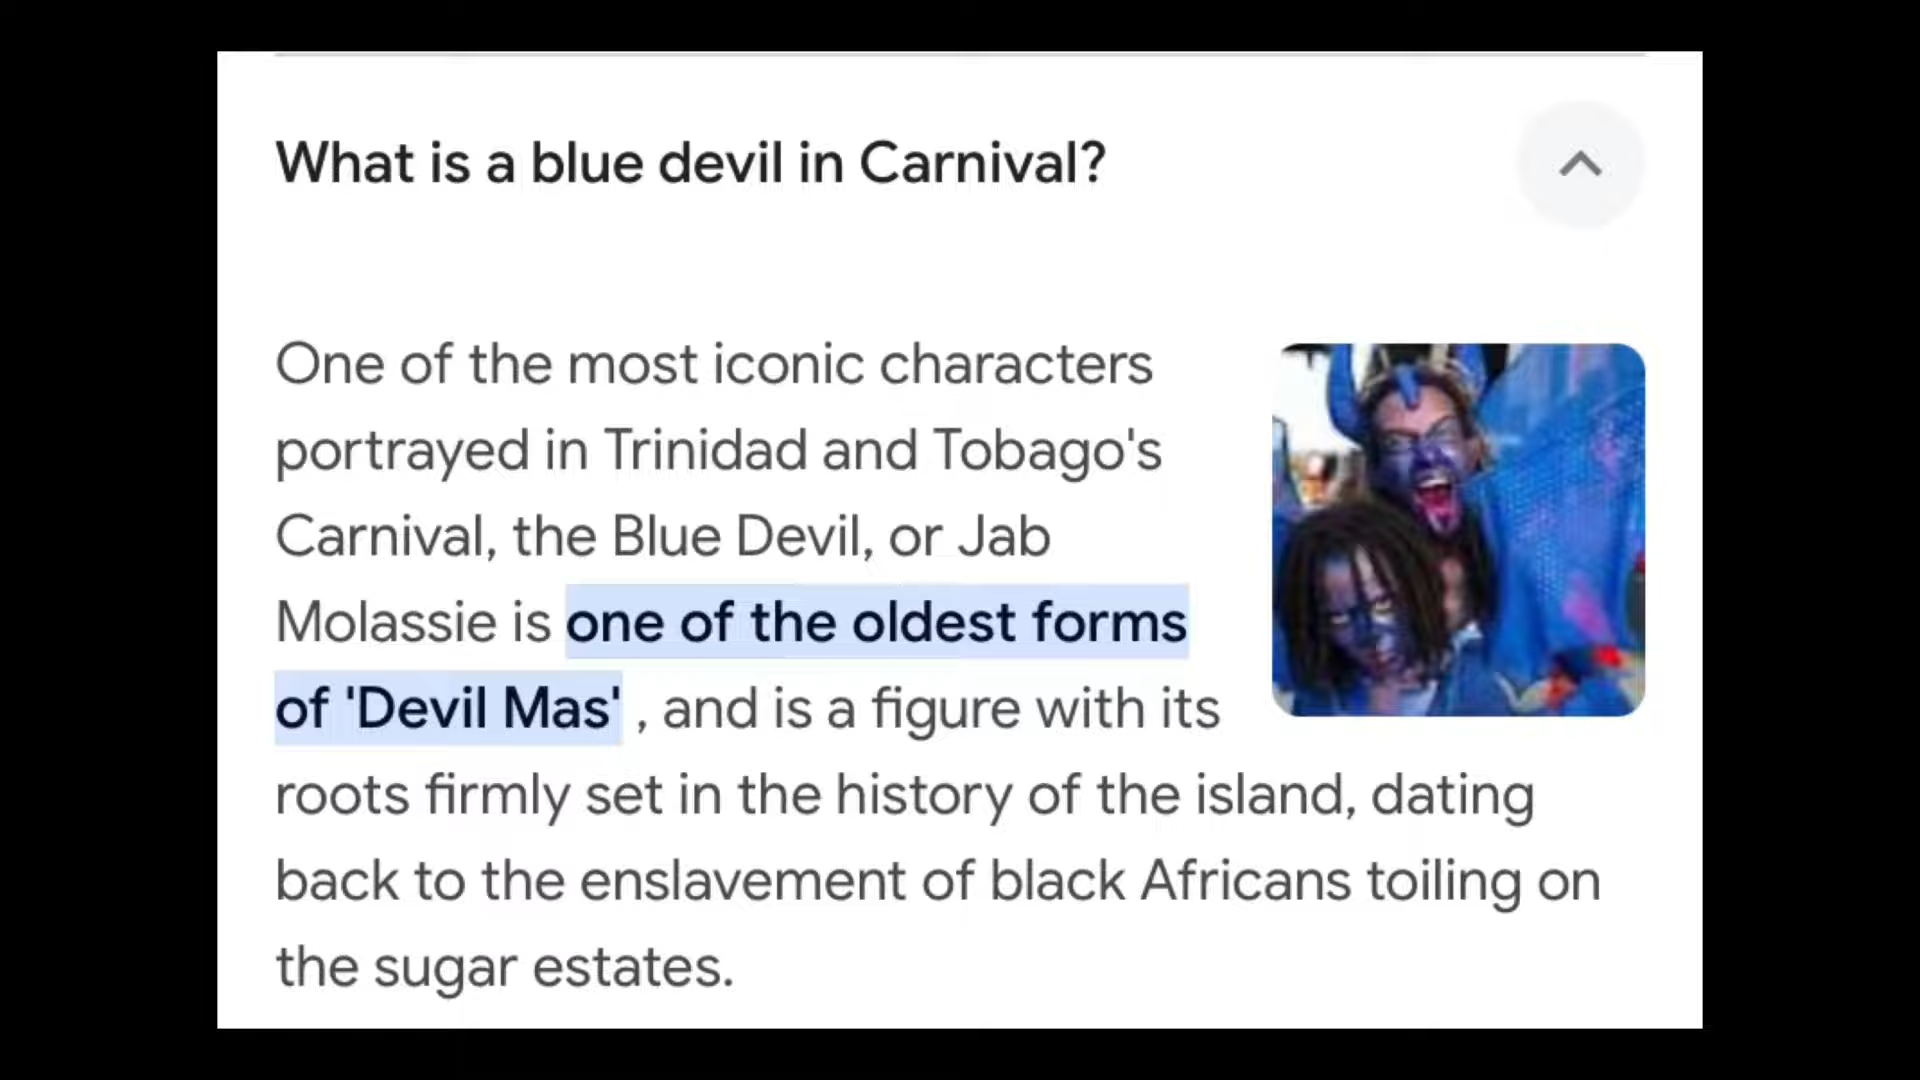 What is a blue devil in Carnival?
One of the most iconic characters
portrayed in Trinidad and Tobago's
Carnival, the Blue Devil, or Jab
Molassie is one of the oldest forms
of 'Devil Mas' , and is a figure with its
roots firmly set in the history of the island, dating
back to the enslavement of black Africans toiling on
the sugar estates.